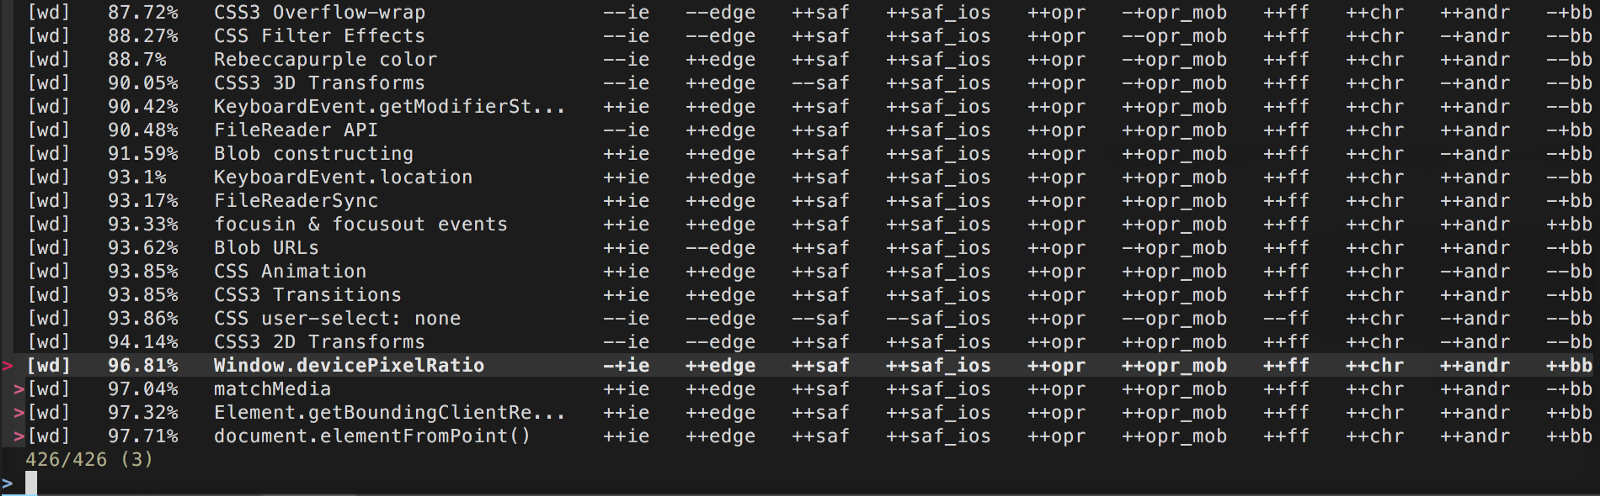 [wd] 87.72% CSS3 Overflow-wrap --ie --edge ++saf ++saf_ios ++opr -+opr_mob ++ff ++chr ++andr -+bb
[wd] 88.27% CSS Filter Effects --ie --edge ++saf ++saf_ios ++opr --opr_mob ++ff ++chr -+andr --bb
[wd] 88.7% Rebeccapurple color --ie ++edge ++saf ++saf_ios ++opr -+opr_mob ++ff ++chr ++andr --bb
[wd] 90.05% CSS3 3D Transforms --ie ++edge --saf ++saf_ios ++opr -+opr_mob ++ff ++chr -+andr --bb
[wd] 90.42% KeyboardEvent.getModifierSt... ++ie ++edge ++saf ++saf_ios ++opr -+opr_mob ++ff ++chr ++andr --bb
[wd] 90.48% FileReader API --ie ++edge ++saf ++saf_ios ++opr ++opr_mob ++ff ++chr ++andr -+bb
[wd] 91.59% Blob constructing ++ie ++edge ++saf ++saf_ios ++opr ++opr_mob ++ff ++chr -+andr --bb
[wd] 93.1% KeyboardEvent.location ++ie ++edge ++saf ++saf_ios ++opr -+opr_mob ++ff ++chr ++andr --bb
[wd] 93.17% FileReaderSync ++ie ++edge ++saf ++saf_ios ++opr ++opr_mob ++ff ++chr ++andr -+bb
[wd] 93.33% focusin & focusout events ++ie ++edge ++saf ++saf_ios ++opr ++opr_mob ++ff ++chr ++andr ++bb
[wd] 93.62% Blob URLs ++ie --edge ++saf ++saf_ios ++opr -+opr_mob ++ff ++chr ++andr --bb
[wd] 93.85% CSS Animation ++ie ++edge ++saf ++saf_ios ++opr ++opr_mob ++ff ++chr -+andr --bb
[wd] 93.85% CSS3 Transitions ++ie ++edge ++saf ++saf_ios ++opr ++opr_mob ++ff ++chr ++andr -+bb
[wd] 93.86% CSS user-select: none --ie --edge --saf --saf_ios ++opr --opr_mob --ff ++chr --andr -+bb
[wd] 94.14% CSS3 2D Transforms --ie ++edge ++saf ++saf_ios ++opr ++opr_mob ++ff ++chr -+andr --bb
> [wd] 96.81% Window.devicePixelRatio -+ie ++edge ++saf ++saf_ios ++opr ++opr_mob ++ff ++chr ++andr ++bb
>[wd] 97.04% matchMedia ++ie ++edge ++saf ++saf_ios ++opr ++opr_mob ++ff ++chr ++andr -+bb
>[wd] 97.32% Element.getBoundingClientRe... ++ie ++edge ++saf ++saf_ios ++opr ++opr_mob ++ff ++chr ++andr ++bb
>[wd] 97.71% document.elementFromPoint() ++ie ++edge ++saf ++saf_ios ++opr ++opr_mob ++ff ++chr ++andr ++bb
426/426 (3)
>